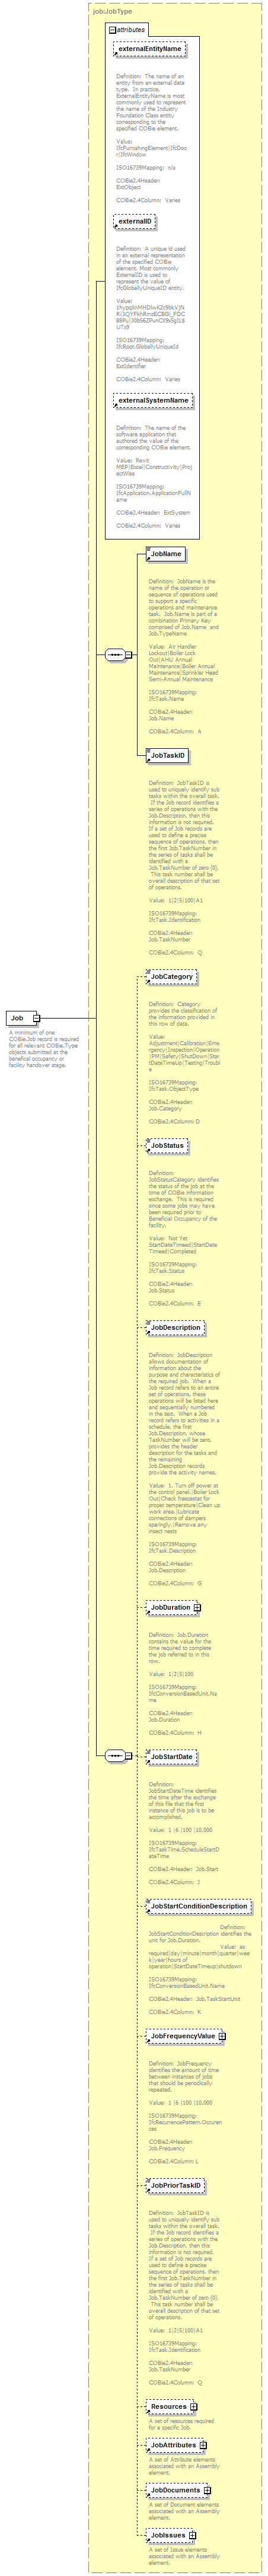 job:JobType
attributes
externalEntityName
Definition:  The name of an
entity from an external data
type.  In practice,
ExternalEntityName is most
commonly used to represent
the name of the Industry
Foundation Class entity
corresponding to the
specified COBie element.
Value:
IfcFurnishingElement|IfcDoo
r|IfcWindow
ISO16739Mapping:  n/a
COBie2.4Header:
ExtObject
COBie2.4Column:  Varies
externalID
Definition:  A unique id used
in an external representation
of the specified COBie
element. Most commonly
ExternalID is used to
represent the value of
IfcGloballyUniqueID entity.
Value:
ISO16739Mapping:
IfcRoot.GloballyUniqueId
COBie2.4Header:
ExtIdentifier
COBie2.4Column:  Varies
externalSystemName
Definition:  The name of the
software application that
authored the value of the
corresponding COBie element.
Value:  Revit
MEP|Excel|Constructivity|Proj
ectWise
ISO16739Mapping:
IfcApplication.ApplicationFullN
ame
COBie2.4Header:  ExtSystem
COBie2.4Column:  Varies
JobName
Definition:  JobName is the
name of the operation or
sequence of operations used
to support a specific
operations and maintenance
task.  Job.Name is part of a
combination Primary Key
comprised of Job.Name  and
Job.TypeName
Value:  Air Handler
Lockout|Boiler Lock
Out|AHU Annual
Maintenance|Boiler Annual
Maintenance|Sprinkler Head
Semi-Annual Maintenance
ISO16739Mapping:
IfcTask.Name
COBie2.4Header:
Job.Name
COBie2.4Column:  A
JobTaskID
Definition:  JobTaskID is
used to uniquely identify sub
tasks within the overall task.
If the Job record identifies a
series of operations with the
Job.Description, then this
information is not required.
If a set of Job records are
used to define a precise
sequence of operations, then
the first Job.TaskNumber in
the series of tasks shall be
identified with a
Job.TaskNumber of zero (0).
This task number shall be
overall description of that set
of operations.
Value:  1|2|5|100|A1
ISO16739Mapping:
IfcTask.Identification
COBie2.4Header:
Job.TaskNumber
COBie2.4Column:  Q
Job
A minimum of one
COBie.Job record is required
for all relevant COBie.Type
objects submitted at the
beneficial occupancy or
facility handover stage.
JobCategory
Definition:  Category
provides the classification of
the information provided in
this row of data.
Value:
Adjustment|Calibration|Eme
rgency|Inspection|Operation
|PM|Safety|ShutDown|Star
DateTimeUp|Testing|Troubl
e
ISO16739Mapping:
IfcTask.ObjectType
COBie2.4Header:
Job.Category
COBie2.4Column: D
JobStatus
Definition:
JobStatusCategory identifies
the status of the job at the
time of COBie information
exchange.  This is required
since some jobs may have
been required prior to
Beneficial Occupancy of the
facility.
Value:  Not Yet
StartDateTimeed|StartDate
Timeed|Completed
ISO16739Mapping:
IfcTask.Status
COBie2.4Header:
Job.Status
COBie2.4Column:  E
JobDescription
Definition:  JobDescription
allows documentation of
information about the
purpose and characteristics of
the required job.  When a
Job record refers to an entire
set of operations, these
operations will be listed here
and sequentially numbered
in the text.  When a Job
record refers to activities in a
schedule, the first
Job.Description, whose
TaskNumber will be zero,
provides the header
description for the tasks and
the remaining
Job.Description records
provide the activity names.
Value:  1. Turn off power at
the control panel.|Boiler Lock
Out|Check freezestat for
proper temperature|Clean up
work area.|Lubricate
connections of dampers
sparingly.|Remove any
insect nests
ISO16739Mapping:
IfcTask.Description
COBie2.4Header:
Job.Description
COBie2.4Column:  G
JobDuration
Definition:  Job.Duration
contains the value for the
time required to complete
the job referred to in this
row.
Value:  1|2|5|100
ISO16739Mapping:
IfcConversionBasedUnit.Na
me
COBie2.4Header:
Job.Duration
COBie2.4Column:  H
JobStartDate
Definition:
JobStartDateTime identifies
the time after the exchange
of this file that the first
instance of this job is to be
accomplished.
Value:  1 |6 |100 |10,000
ISO16739Mapping:
IfcTaskTime.ScheduleStartD
ateTime
COBie2.4Header:  Job.Start
COBie2.4Column:  J
JobStartConditionDescription
Definition:
JobStartConditionDescription identifies the
unit for Job.Duration.
Value:  as
required|day|minute|month|quarter|wee
k|year|hours of
operation|StartDateTimeup|shutdown
ISO16739Mapping:
IfcConversionBasedUnit.Name
COBie2.4Header:  Job.TaskStartUnit
COBie2.4Column:  K
JobFrequencyValue
Definition:  JobFrequency
identifies the amount of time
between instances of jobs
that should be periodically
repeated.
Value:  1 |6 |100 |10,000
ISO16739Mapping:
IfcRecurrencePattern.Occuren
ces
COBie2.4Header:
Job.Frequency
COBie2.4Column: L
JobPriorTaskID
Definition:  JobTaskID is
used to uniquely identify sub
tasks within the overall task.
If the Job record identifies a
series of operations with the
Job.Description, then this
information is not required.
If a set of Job records are
used to define a precise
sequence of operations, then
the first Job.TaskNumber in
the series of tasks shall be
identified with a
Job.TaskNumber of zero (0).
This task number shall be
overall description of that set
of operations.
Value:  1|2|5|100|A1
ISO16739Mapping:
IfcTask.Identification
COBie2.4Header:
Job.TaskNumber
COBie2.4Column:  Q
Resources
A set of resources required
for a specific Job.
JobAttributes
A set of Attribute elements
associated with an Assembly
element.
JobDocuments
A set of Document elements
associated with an Assembly
element.
JobIssues
A set of Issue elements
associated with an Assembly
element.